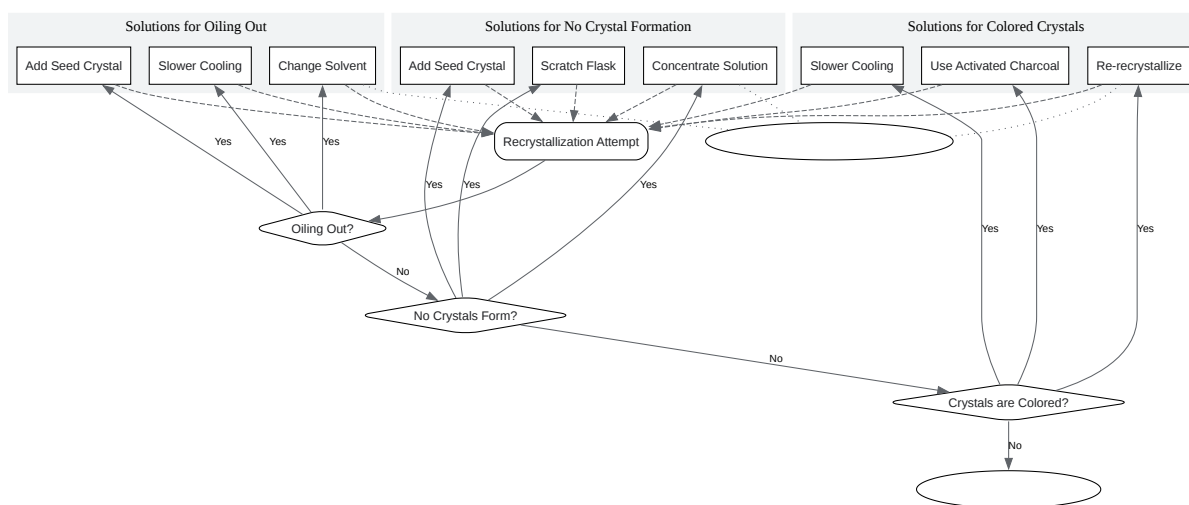 Solutions for Oiling Out
Solutions for No Crystal Formation
Solutions for Colored Crystals
Add Seed Crystal
Slower Cooling
Change Solvent
Add Seed Crystal
Scratch Flask
Concentrate Solution
Slower Cooling
Use Activated Charcoal
Re-recrystallize
Recrystallization Attempt
Yes
Yes
Yes
Yes
Yes
Yes
Oiling Out?
Yes
Yes
Yes
No
No Crystals Form?
No
Crystals are Colored?
No